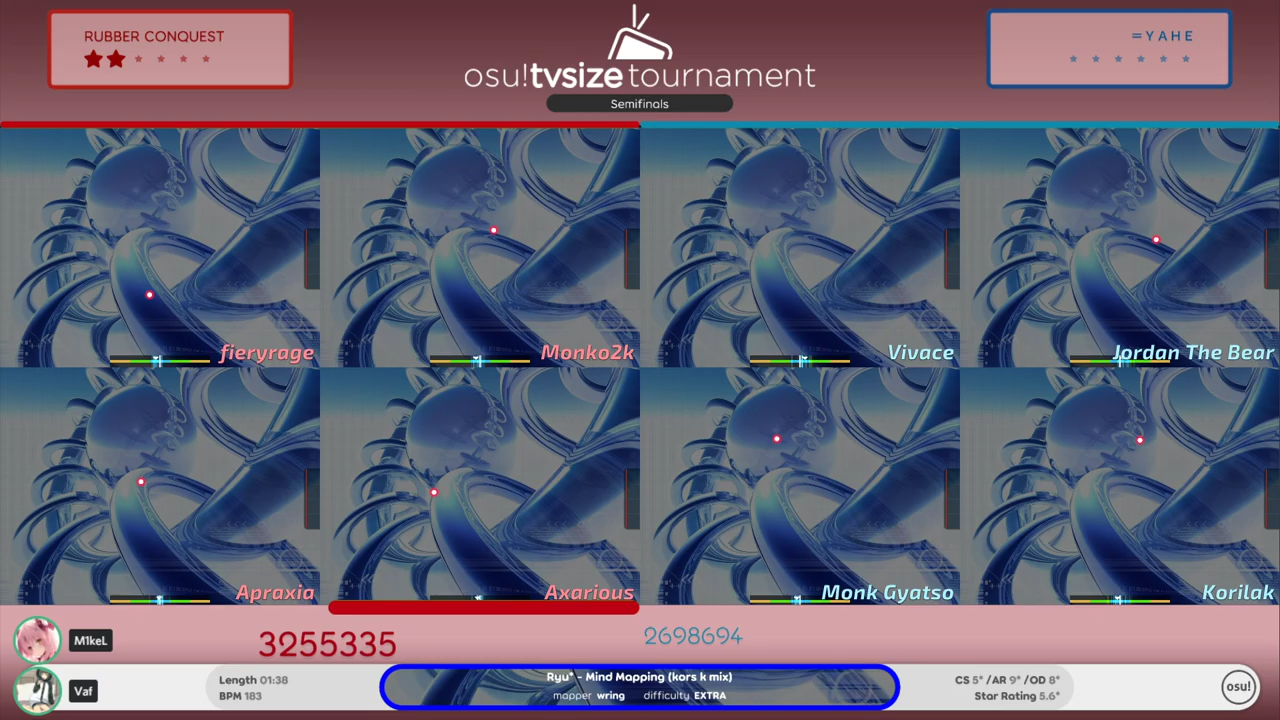 RUBBER CONQUEST
=YAHE
osu!tvsize tournament
Semifinals
fieryrage
Monko2k
Vivace
Jordan The Bear
Apraxia
Axarious
Monk Gyatso
Korilak
M1keL
3255335
2698694
Vaf
Length 01:38
BPM 183
Ryu* - Mind Mapping (kors k mix)
mapper wring difficulty EXTRA
CS 5* /AR 9* /OD 8*
Star Rating 5.6*
osu!